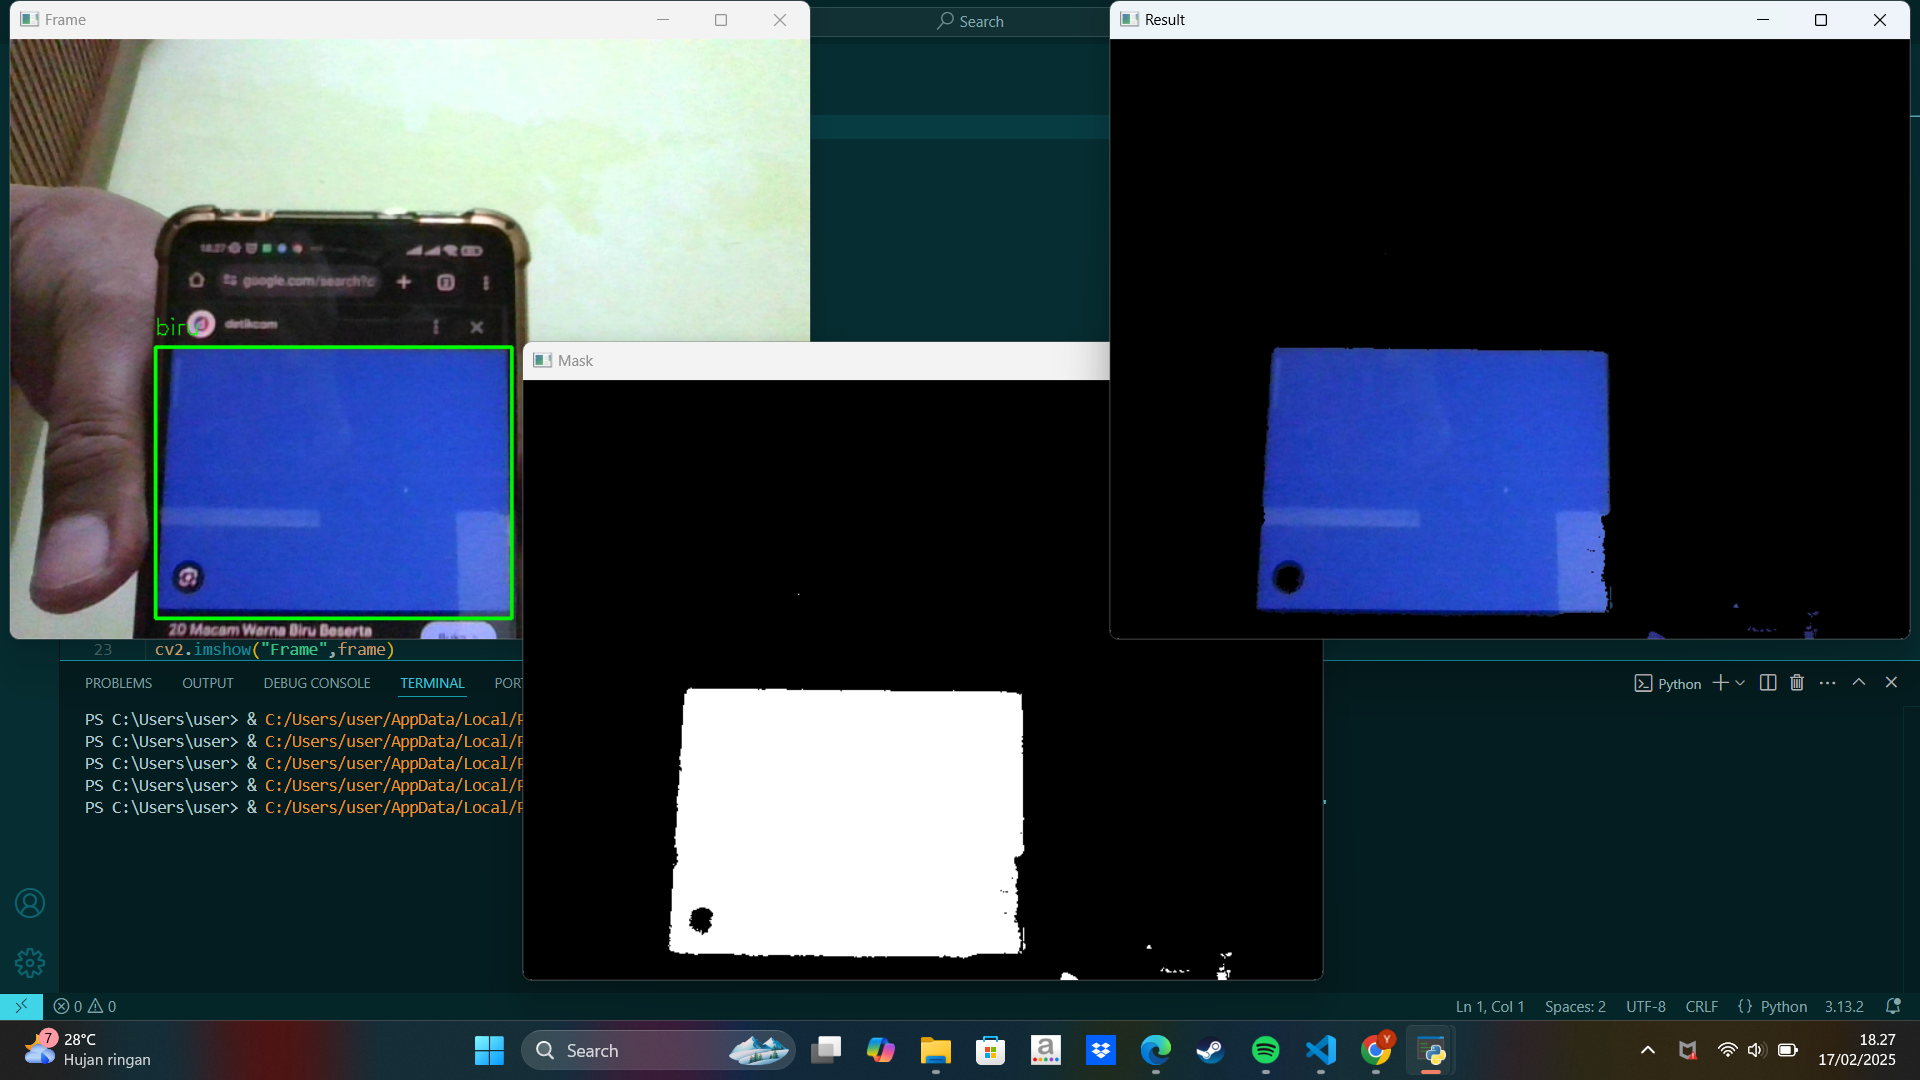 Frame
Search
Result
18.27
google.com/search?c
detikcom
biru
20 Macam Warna Biru Beserta
Mask
23 cv2.imshow("Frame",frame)
PROBLEMS OUTPUT DEBUG CONSOLE TERMINAL POR
Python
PS C:\Users\user> & C:/Users/user/AppData/Local/P
PS C:\Users\user> & C:/Users/user/AppData/Local/P
PS C:\Users\user> & C:/Users/user/AppData/Local/P
PS C:\Users\user> & C:/Users/user/AppData/Local/P
PS C:\Users\user> & C:/Users/user/AppData/Local/P
0 0
Ln 1, Col 1 Spaces: 2 UTF-8 CRLF {} Python 3.13.2
7 28°C
Hujan ringan
Search
a
Y
18.27
17/02/2025